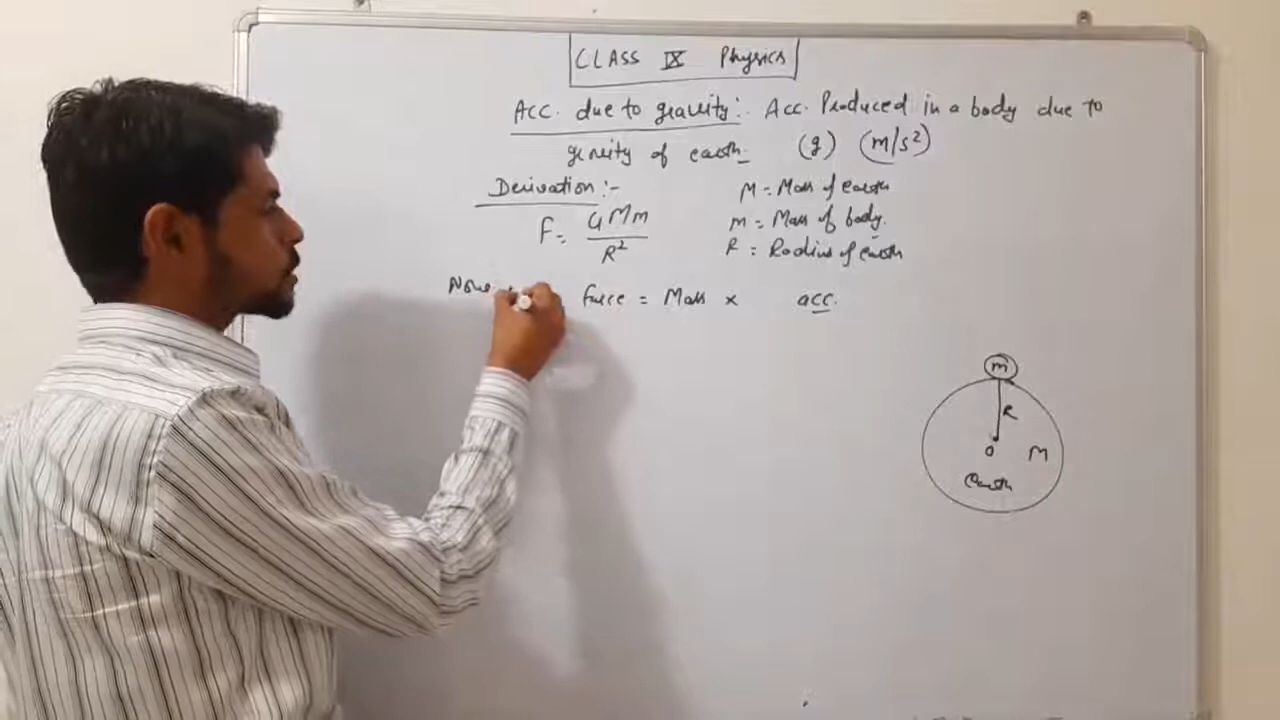 CLASS IX Physics
Acc. due to gravity:. Acc. Produced in a body due to
gravity of earth (g) (m/s²)
Derivation :-
F = GMm / R²
M = Mass of earth
m = Mass of body.
R = Radius of earth
Force = Mass × acc.
m
R
O
M
earth